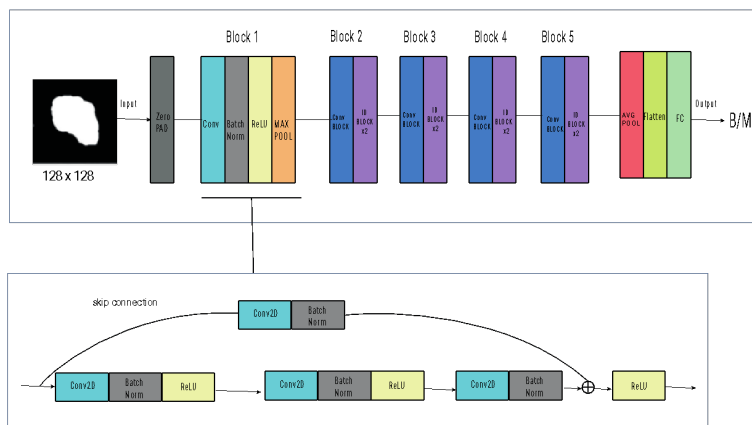 Block 1
Block 2
Block 3
Block 4
Block 5
Input
Zero
PAD
Conv
Batch
Norm
ReLU
MAX
POOL
Conv
BLOCK
ID
BLOCK
x2
Conv
BLOCK
ID
BLOCK
x2
Conv
BLOCK
ID
BLOCK
x2
Conv
BLOCK
ID
BLOCK
x2
AVG
POOL
Flatten
FC
Output
B/M
128 x 128
skip connection
Conv2D
Batch
Norm
Conv2D
Batch
Norm
ReLU
Conv2D
Batch
Norm
ReLU
Conv2D
Batch
Norm
ReLU